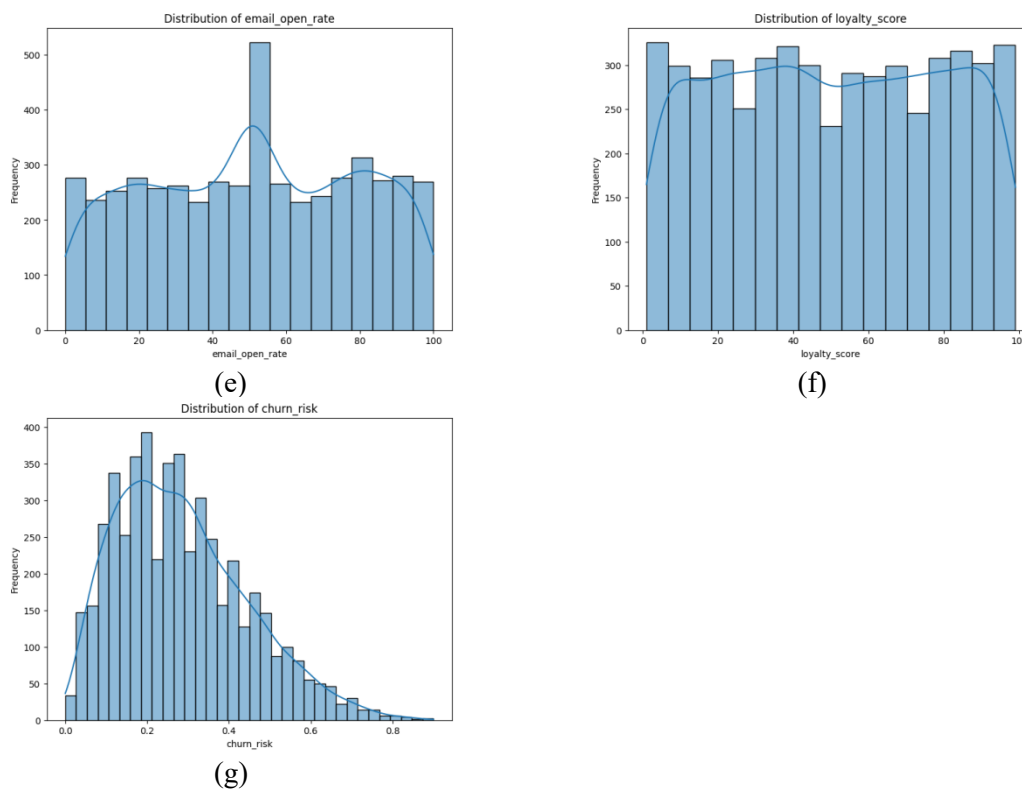 Distribution of email_open_rate
Frequency
500
400
300
200
100
0
0 20 40 60 80 100
email_open_rate
(e)
Distribution of loyalty_score
Frequency
300
250
200
150
100
50
0
0 20 40 60 80 100
loyalty_score
(f)
Distribution of churn_risk
Frequency
400
350
300
250
200
150
100
50
0
0.0 0.2 0.4 0.6 0.8
churn_risk
(g)